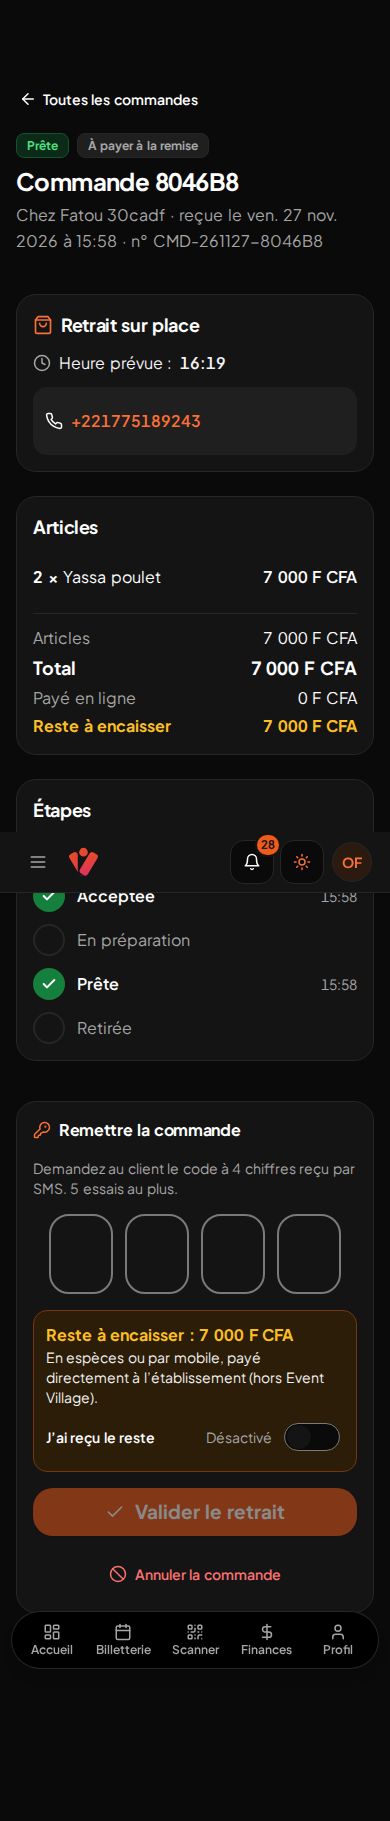 Toutes les commandes
Prête À payer à la remise
Commande 8046B8
Chez Fatou 30cadf · reçue le ven. 27 nov.
2026 à 15:58 · n° CMD-261127-8046B8
Retrait sur place
Heure prévue : 16:19
+221775189243
Articles
2 × Yassa poulet 7 000 F CFA
Articles 7 000 F CFA
Total 7 000 F CFA
Payé en ligne 0 F CFA
Reste à encaisser 7 000 F CFA
Étapes
28
OF
Acceptée 15:58
En préparation
Prête 15:58
Retirée
Remettre la commande
Demandez au client le code à 4 chiffres reçu par
SMS. 5 essais au plus.
Reste à encaisser : 7 000 F CFA
En espèces ou par mobile, payé
directement à l’établissement (hors Event
Village).
J’ai reçu le reste Désactivé
Valider le retrait
Annuler la commande
Accueil Billetterie Scanner Finances Profil